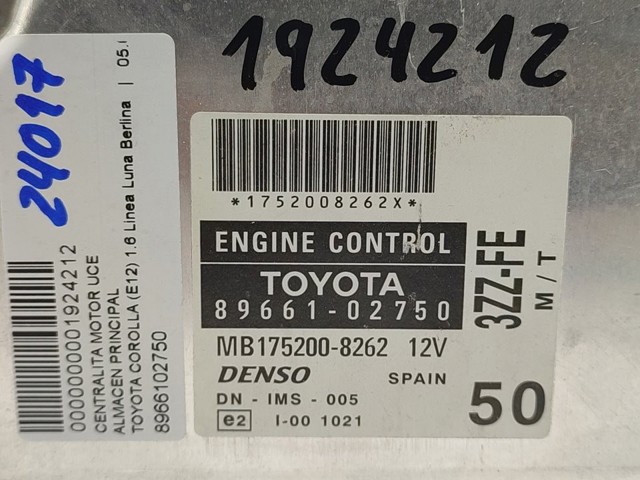 1924212
24017
0000000001924212
CENTRALITA MOTOR UCE
ALMACEN PRINCIPAL
TOYOTA COROLLA (E12) 1.6 Linea Luna Berlina | 05.
8966102750
*1752008262X*
ENGINE CONTROL
TOYOTA
89661-02750
MB175200-8262 12V
DENSO SPAIN
DN - IMS - 005
e2 I-00 1021
3ZZ-FE
M/T
50